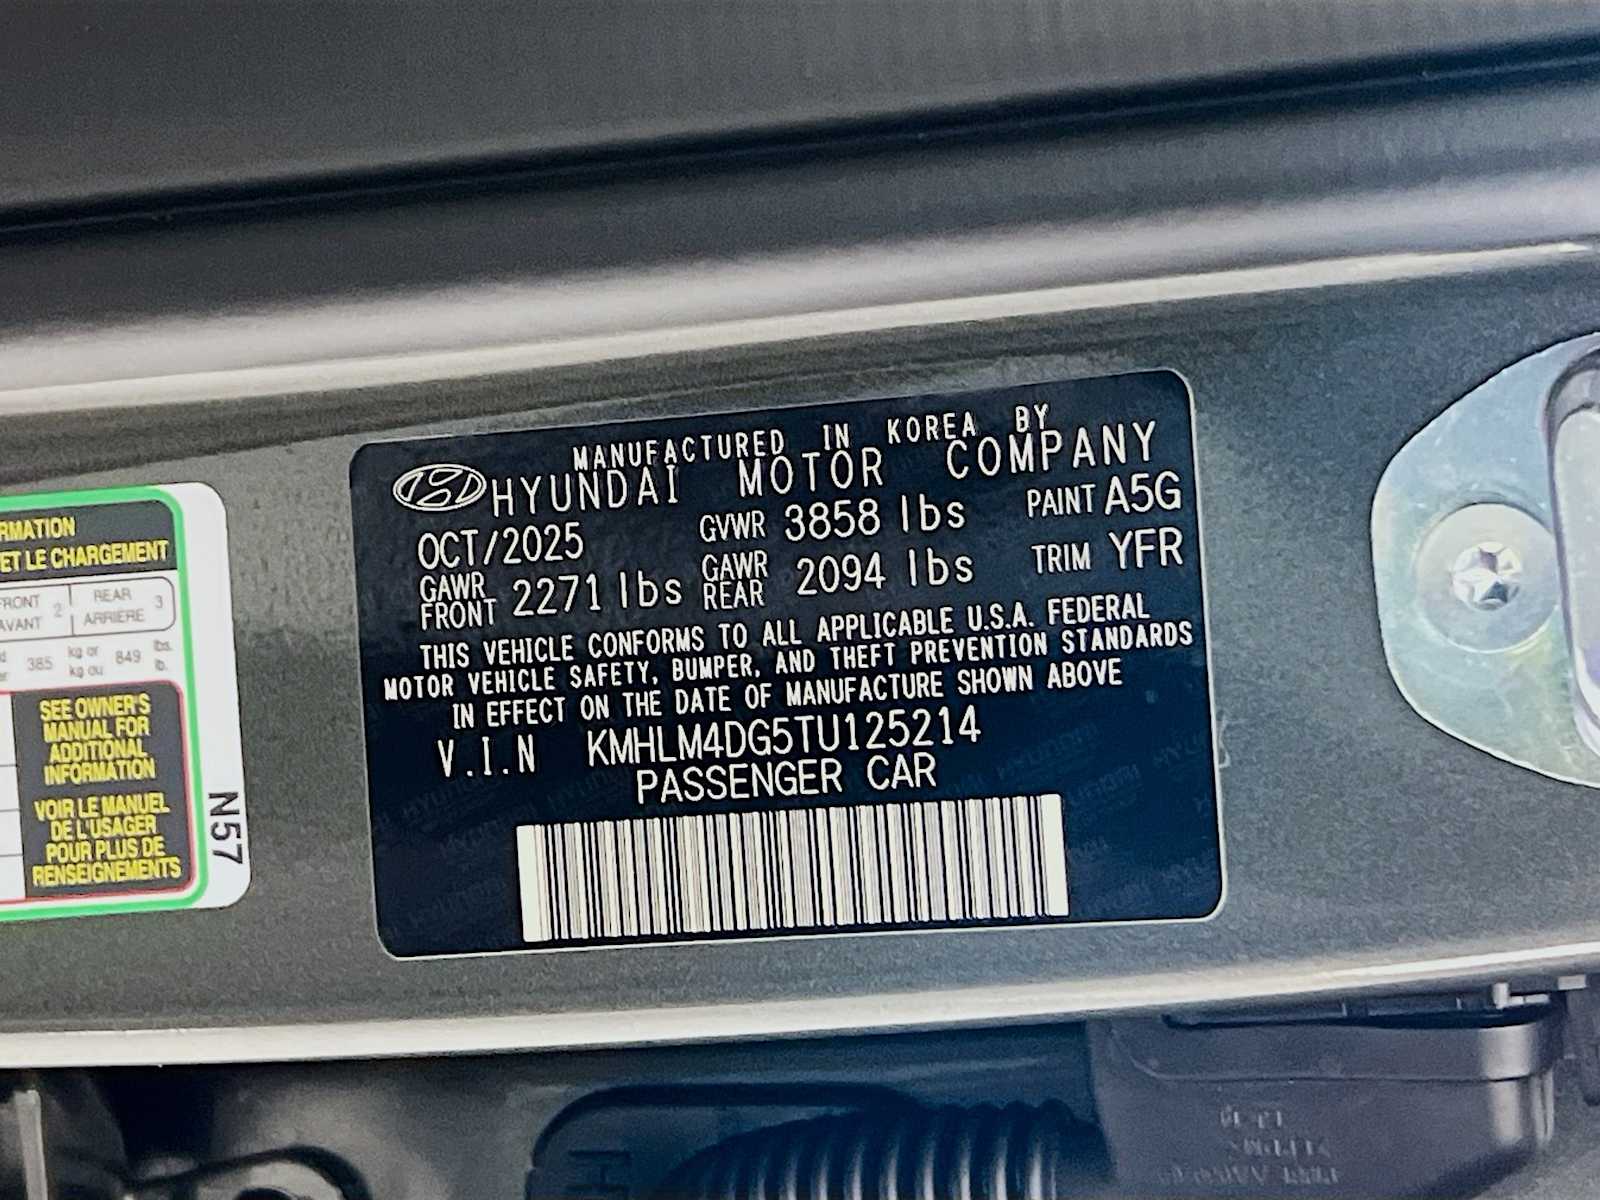 RMATION
ET LE CHARGEMENT
FRONT
AVANT 2
REAR
ARRIÈRE 3
385 kg or
kg ou 849 lbs.
lb.
SEE OWNER'S
MANUAL FOR
ADDITIONAL
INFORMATION
VOIR LE MANUEL
DE L'USAGER
POUR PLUS DE
RENSEIGNEMENTS
N57
MANUFACTURED IN KOREA BY
HYUNDAI MOTOR COMPANY
OCT/2025 GVWR 3858 lbs PAINT A5G
GAWR
FRONT 2271 lbs GAWR
REAR 2094 lbs TRIM YFR
THIS VEHICLE CONFORMS TO ALL APPLICABLE U.S.A. FEDERAL
MOTOR VEHICLE SAFETY, BUMPER, AND THEFT PREVENTION STANDARDS
IN EFFECT ON THE DATE OF MANUFACTURE SHOWN ABOVE
V.I.N KMHLM4DG5TU125214
PASSENGER CAR